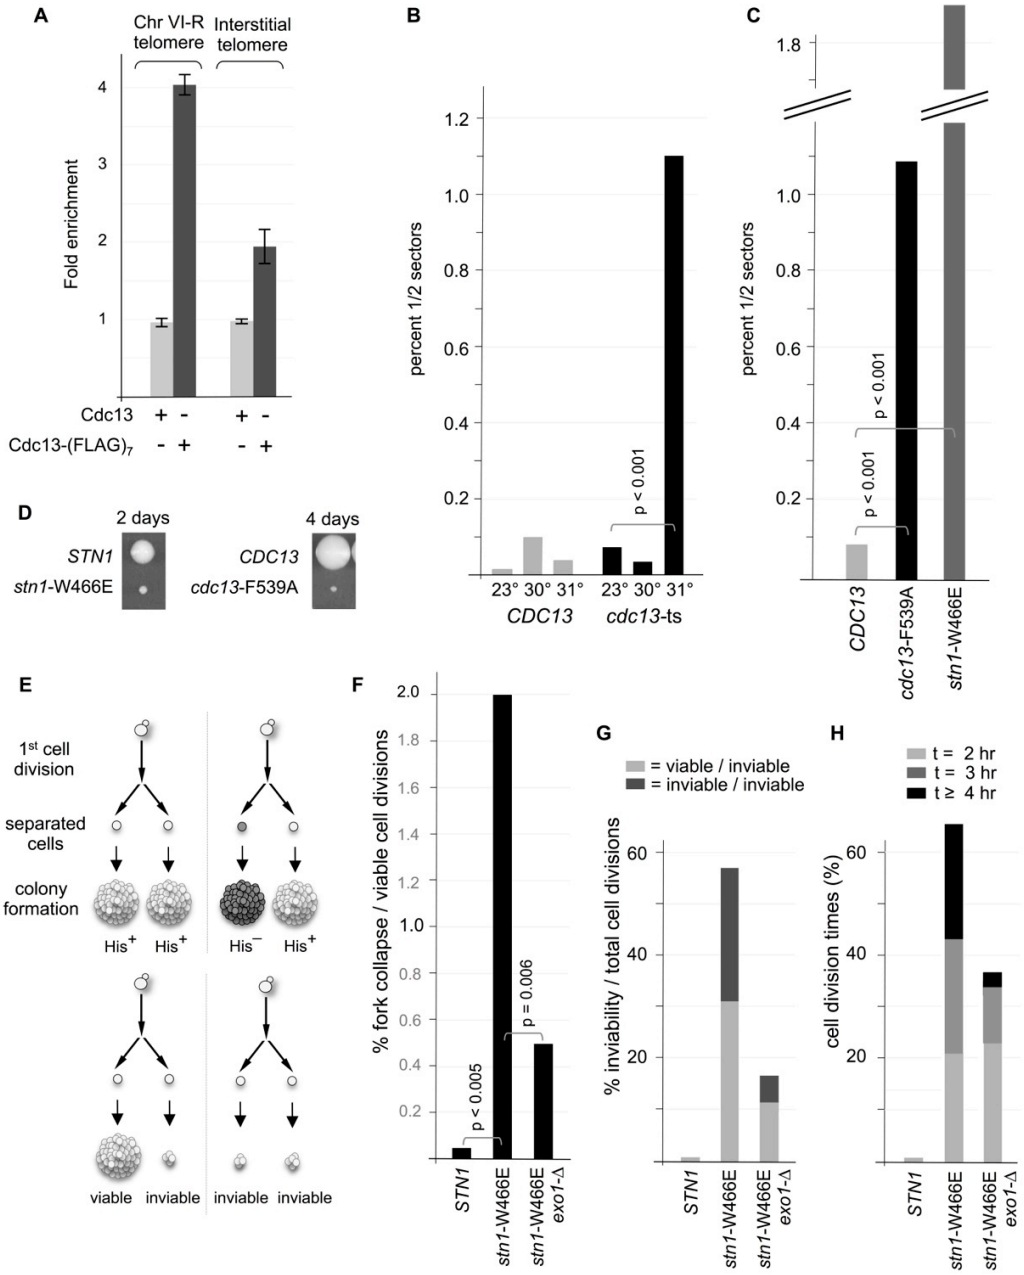 A
Chr VI-R
telomere
Interstitial
telomere
Fold enrichment
4
3
2
1
Cdc13 + - + -
Cdc13-(FLAG)7 - + - +
B
percent 1/2 sectors
1.2
1.0
0.8
0.6
0.4
0.2
p < 0.001
23° 30° 31° 23° 30° 31°
CDC13 cdc13-ts
C
percent 1/2 sectors
1.8
1.0
0.8
0.6
0.4
0.2
p < 0.001
p < 0.001
CDC13
cdc13-F539A
stn1-W466E
D
2 days
STN1
stn1-W466E
4 days
CDC13
cdc13-F539A
E
1st cell
division
separated
cells
colony
formation
His+ His+ His– His+
viable inviable inviable inviable
F
% fork collapse / viable cell divisions
2.0
1.8
1.6
1.4
1.2
1.0
0.8
0.6
0.4
0.2
p < 0.005
p = 0.006
STN1
stn1-W466E
stn1-W466E
exo1-Δ
G
= viable / inviable
= inviable / inviable
% inviability / total cell divisions
60
40
20
STN1
stn1-W466E
stn1-W466E
exo1-Δ
H
t = 2 hr
t = 3 hr
t ≥ 4 hr
cell division times (%)
60
40
20
STN1
stn1-W466E
stn1-W466E
exo1-Δ